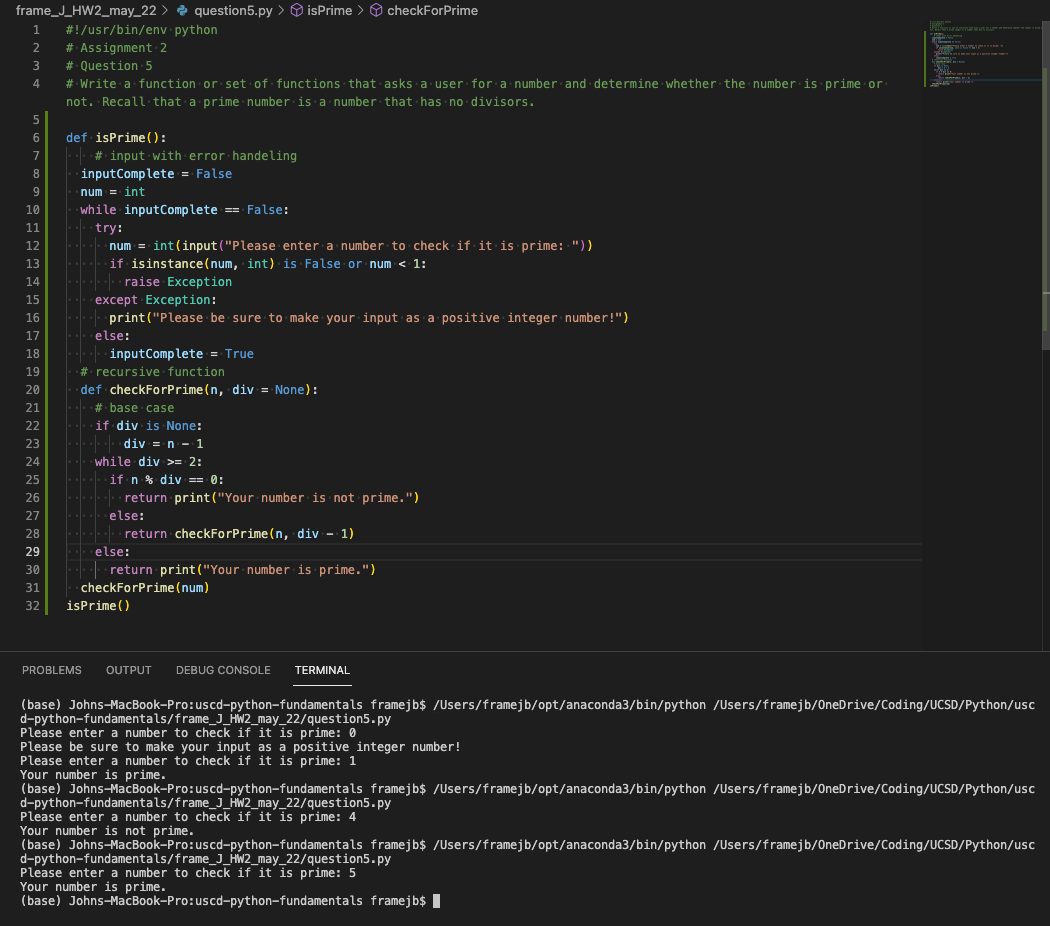 frame_J_HW2_may_22 > question5.py > isPrime > checkForPrime
1 #!/usr/bin/env python
2 # Assignment 2
3 # Question 5
4 # Write a function or set of functions that asks a user for a number and determine whether the number is prime or
not. Recall that a prime number is a number that has no divisors.
5
6 def isPrime():
7     # input with error handeling
8   inputComplete = False
9   num = int
10   while inputComplete == False:
11     try:
12       num = int(input("Please enter a number to check if it is prime: "))
13       if isinstance(num, int) is False or num < 1:
14         raise Exception
15     except Exception:
16       print("Please be sure to make your input as a positive integer number!")
17     else:
18       inputComplete = True
19   # recursive function
20   def checkForPrime(n, div = None):
21     # base case
22     if div is None:
23         div = n - 1
24     while div >= 2:
25       if n % div == 0:
26         return print("Your number is not prime.")
27       else:
28         return checkForPrime(n, div - 1)
29     else:
30       return print("Your number is prime.")
31   checkForPrime(num)
32 isPrime()
PROBLEMS OUTPUT DEBUG CONSOLE TERMINAL
(base) Johns-MacBook-Pro:uscd-python-fundamentals framejb$ /Users/framejb/opt/anaconda3/bin/python /Users/framejb/OneDrive/Coding/UCSD/Python/usc
d-python-fundamentals/frame_J_HW2_may_22/question5.py
Please enter a number to check if it is prime: 0
Please be sure to make your input as a positive integer number!
Please enter a number to check if it is prime: 1
Your number is prime.
(base) Johns-MacBook-Pro:uscd-python-fundamentals framejb$ /Users/framejb/opt/anaconda3/bin/python /Users/framejb/OneDrive/Coding/UCSD/Python/usc
d-python-fundamentals/frame_J_HW2_may_22/question5.py
Please enter a number to check if it is prime: 4
Your number is not prime.
(base) Johns-MacBook-Pro:uscd-python-fundamentals framejb$ /Users/framejb/opt/anaconda3/bin/python /Users/framejb/OneDrive/Coding/UCSD/Python/usc
d-python-fundamentals/frame_J_HW2_may_22/question5.py
Please enter a number to check if it is prime: 5
Your number is prime.
(base) Johns-MacBook-Pro:uscd-python-fundamentals framejb$